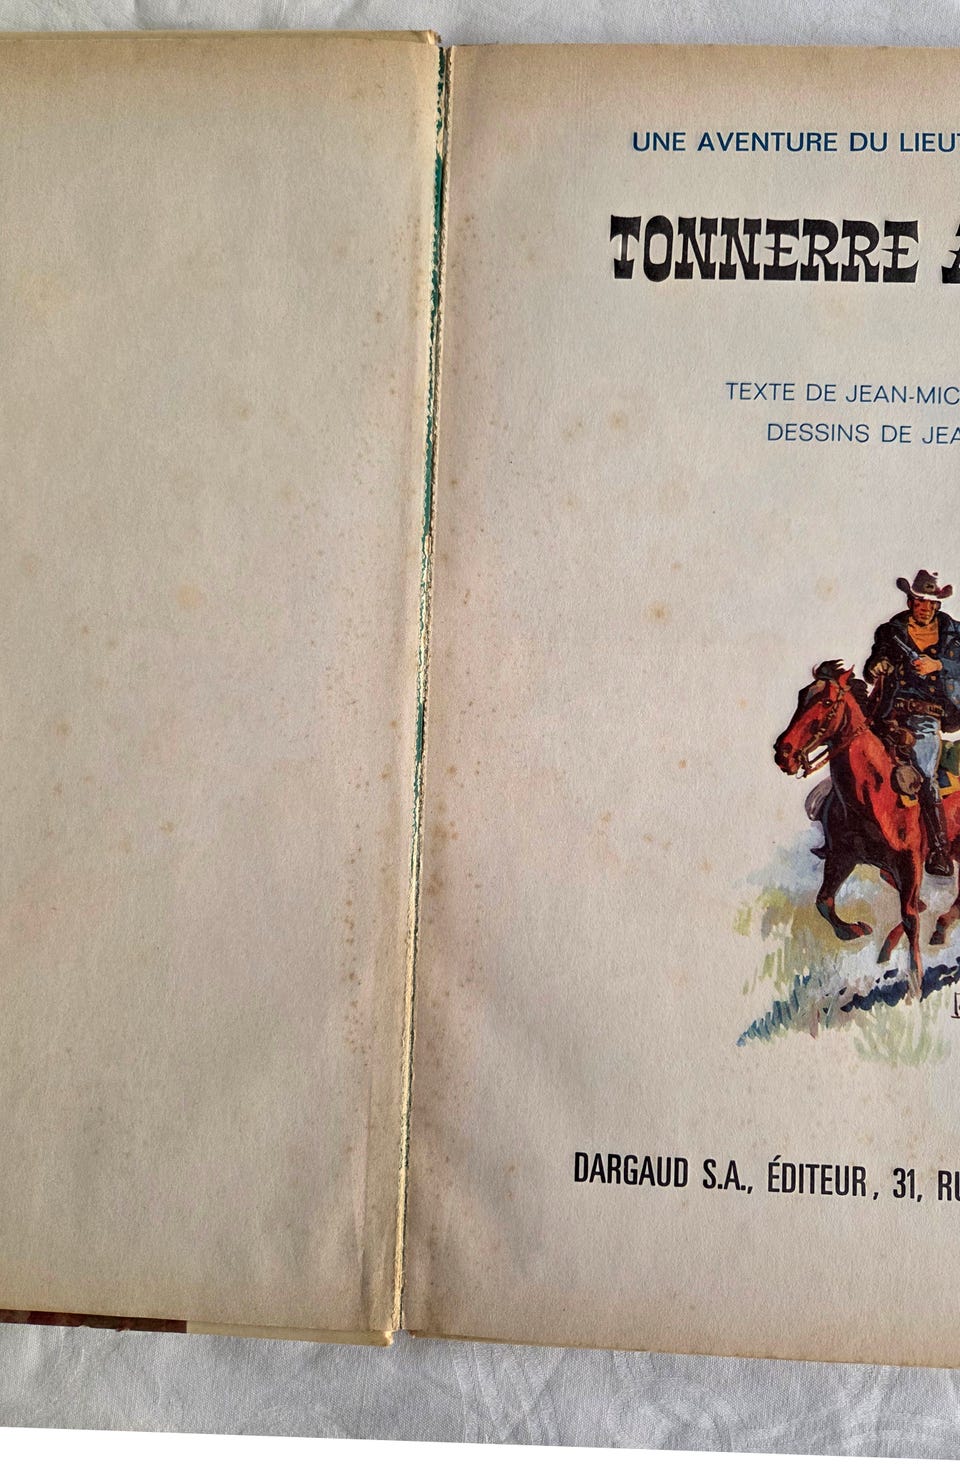 UNE AVENTURE DU LIEUT
TONNERRE
TEXTE DE JEAN-MIC
DESSINS DE JEA
DARGAUD S.A., ÉDITEUR, 31, RU